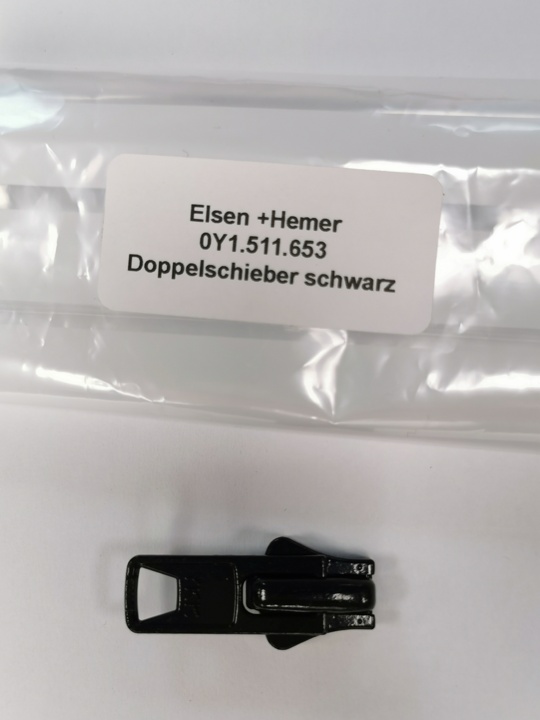 Elsen +Hemer
0Y1.511.653
Doppelschieber schwarz